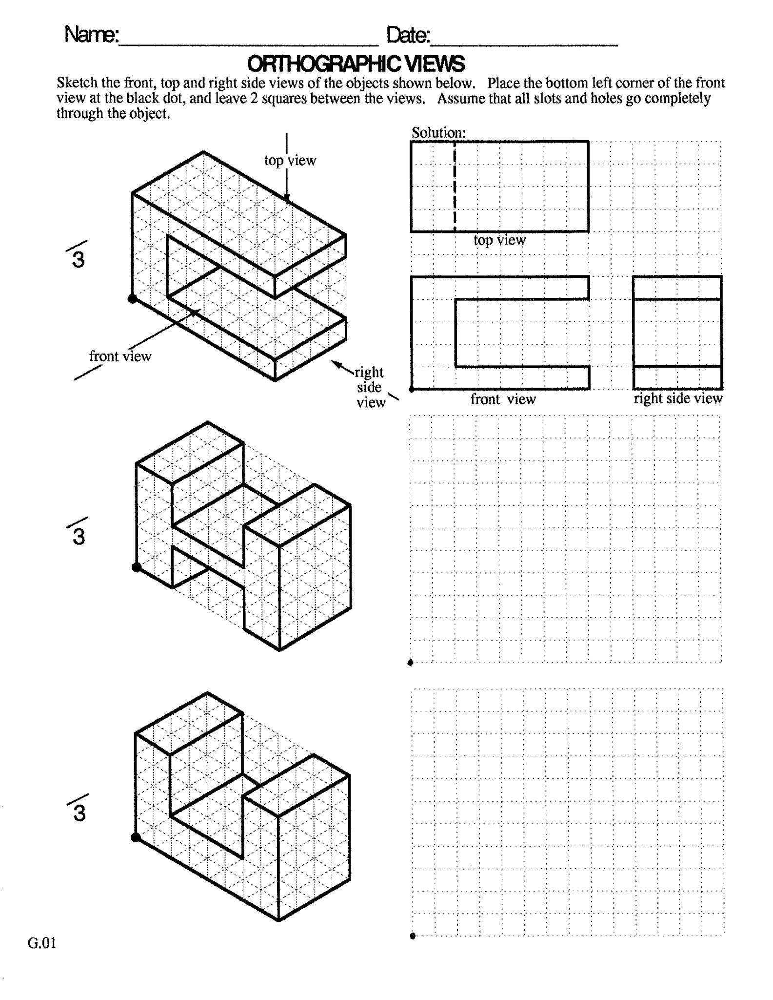 Name: Date:
ORTHOGRAPHIC VIEWS
Sketch the front, top and right side views of the objects shown below. Place the bottom left corner of the front
view at the black dot, and leave 2 squares between the views. Assume that all slots and holes go completely
through the object.
Solution:
top view
top view
3
front view
right
side
view
front view
right side view
3
3
G.01